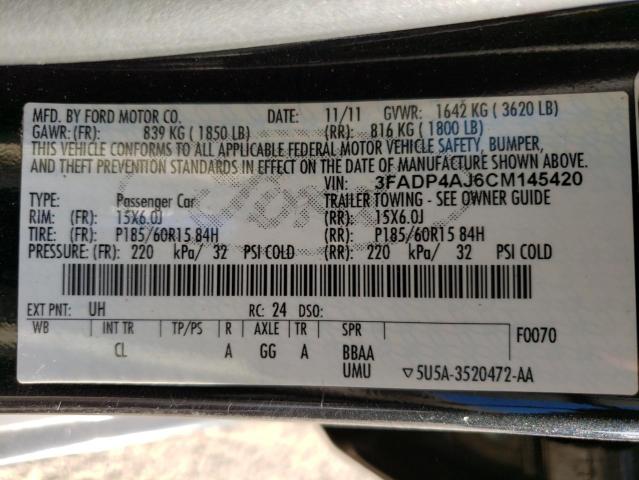 MFD. BY FORD MOTOR CO. DATE: 11/11 GVWR: 1642 KG ( 3620 LB)
GAWR: (FR): 839 KG ( 1850 LB) (RR): 816 KG ( 1800 LB)
THIS VEHICLE CONFORMS TO ALL APPLICABLE FEDERAL MOTOR VEHICLE SAFETY, BUMPER,
AND THEFT PREVENTION STANDARDS IN EFFECT ON THE DATE OF MANUFACTURE SHOWN ABOVE.
VIN: 3FADP4AJ6CM145420
TYPE: Passenger Car TRAILER TOWING - SEE OWNER GUIDE
RIM: (FR): 15X6.0J (RR): 15X6.0J
TIRE: (FR): P185/60R15 84H (RR): P185/60R15 84H
PRESSURE: (FR): 220 kPa/ 32 PSI COLD (RR): 220 kPa/ 32 PSI COLD
EXT PNT: UH RC: 24 DSO:
WB INT TR TP/PS R AXLE TR SPR F0070
CL A GG A BBAA
UMU ▽5U5A-3520472-AA
Ford